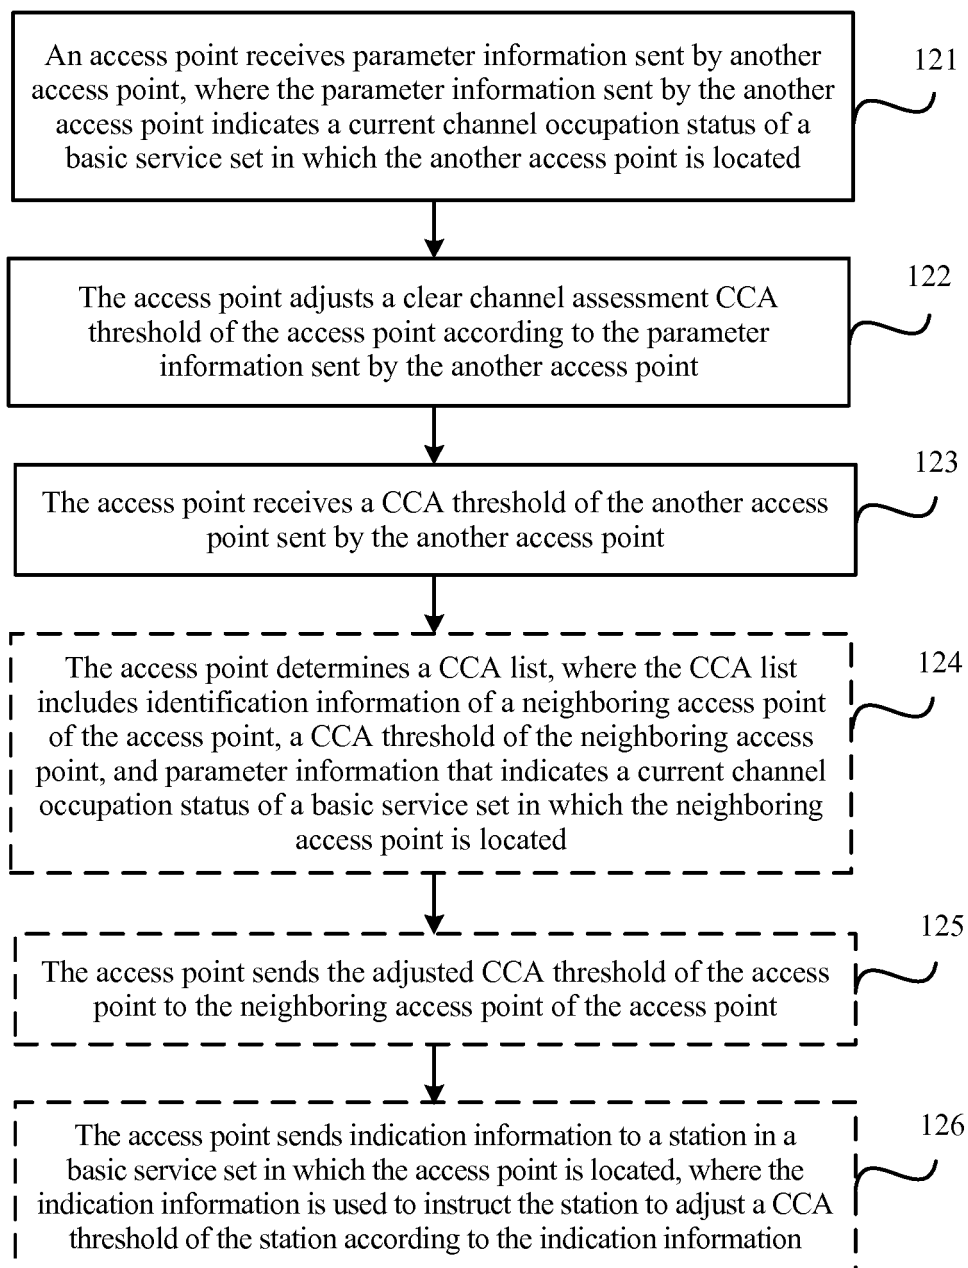 An access point receives parameter information sent by another
access point, where the parameter information sent by the another
access point indicates a current channel occupation status of a
basic service set in which the another access point is located
121
The access point adjusts a clear channel assessment CCA
threshold of the access point according to the parameter
information sent by the another access point
122
The access point receives a CCA threshold of the another access
point sent by the another access point
123
The access point determines a CCA list, where the CCA list
includes identification information of a neighboring access point
of the access point, a CCA threshold of the neighboring access
point, and parameter information that indicates a current channel
occupation status of a basic service set in which the neighboring
access point is located
124
The access point sends the adjusted CCA threshold of the access
point to the neighboring access point of the access point
125
The access point sends indication information to a station in a
basic service set in which the access point is located, where the
indication information is used to instruct the station to adjust a CCA
threshold of the station according to the indication information
126